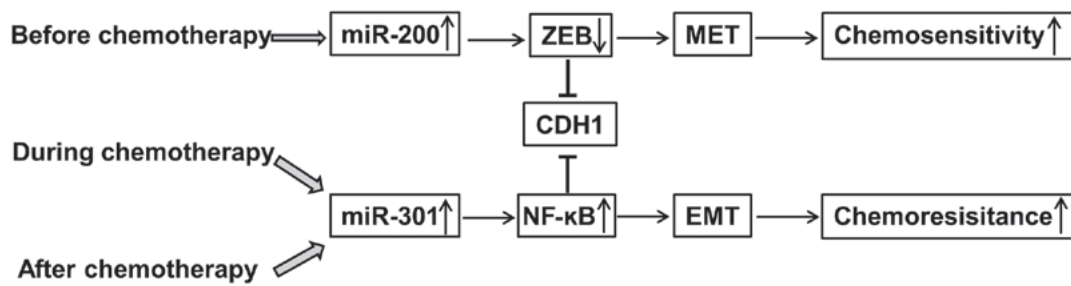 Before chemotherapy miR-200↑ ZEB↓ MET Chemosensitivity↑
CDH1
During chemotherapy
miR-301↑ NF-κB↑ EMT Chemoresisitance↑
After chemotherapy